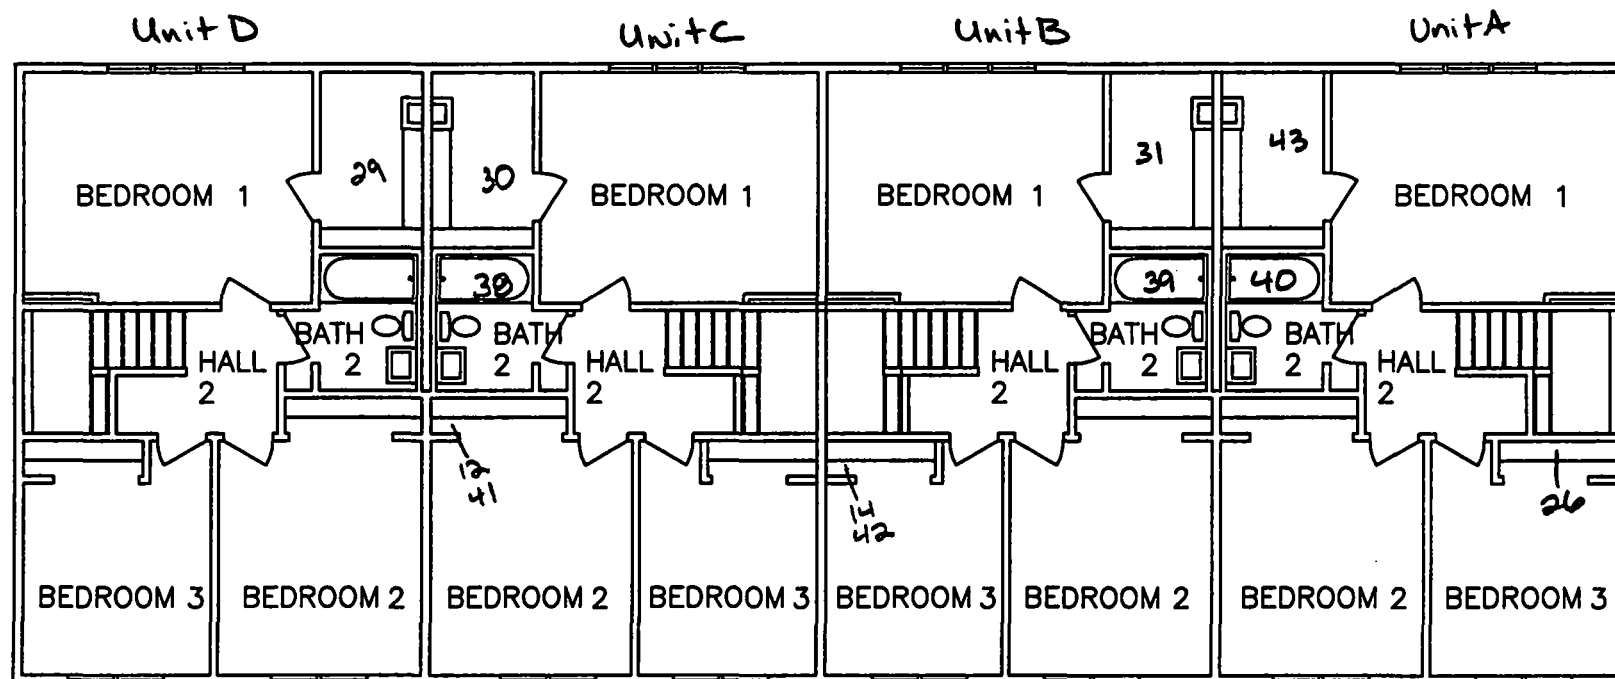 Unit D
Unit C
Unit B
Unit A
29
30
31
43
BEDROOM 1
BEDROOM 1
BEDROOM 1
BEDROOM 1
38
39
40
BATH
2
BATH
2
BATH
2
BATH
2
HALL
2
HALL
2
HALL
2
HALL
2
12
41
14
42
26
BEDROOM 3
BEDROOM 2
BEDROOM 2
BEDROOM 3
BEDROOM 3
BEDROOM 2
BEDROOM 2
BEDROOM 3